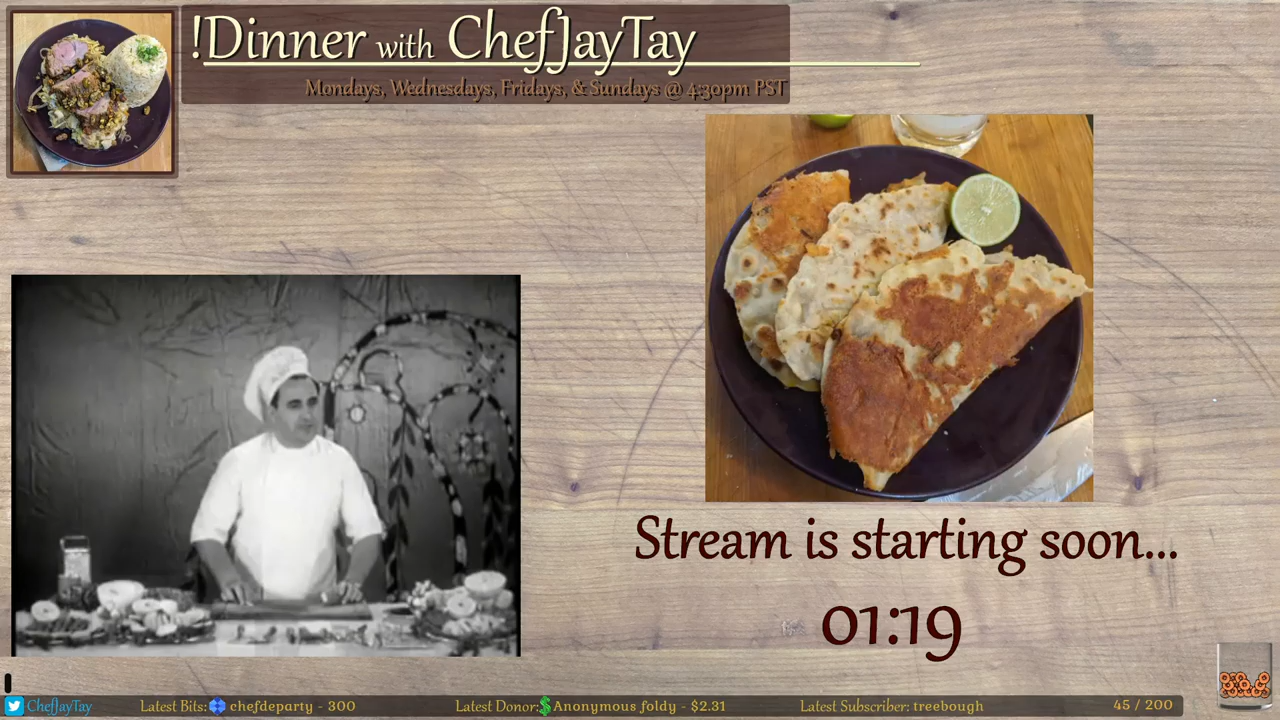 !Dinner with ChefJayTay
Mondays, Wednesdays, Fridays, & Sundays @ 4:30pm PST
Stream is starting soon...
01:19
ChefJayTay
Latest Bits: chefdeparty - 300
Latest Donor: Anonymous foldy - $2.31
Latest Subscriber: treebough
45 / 200